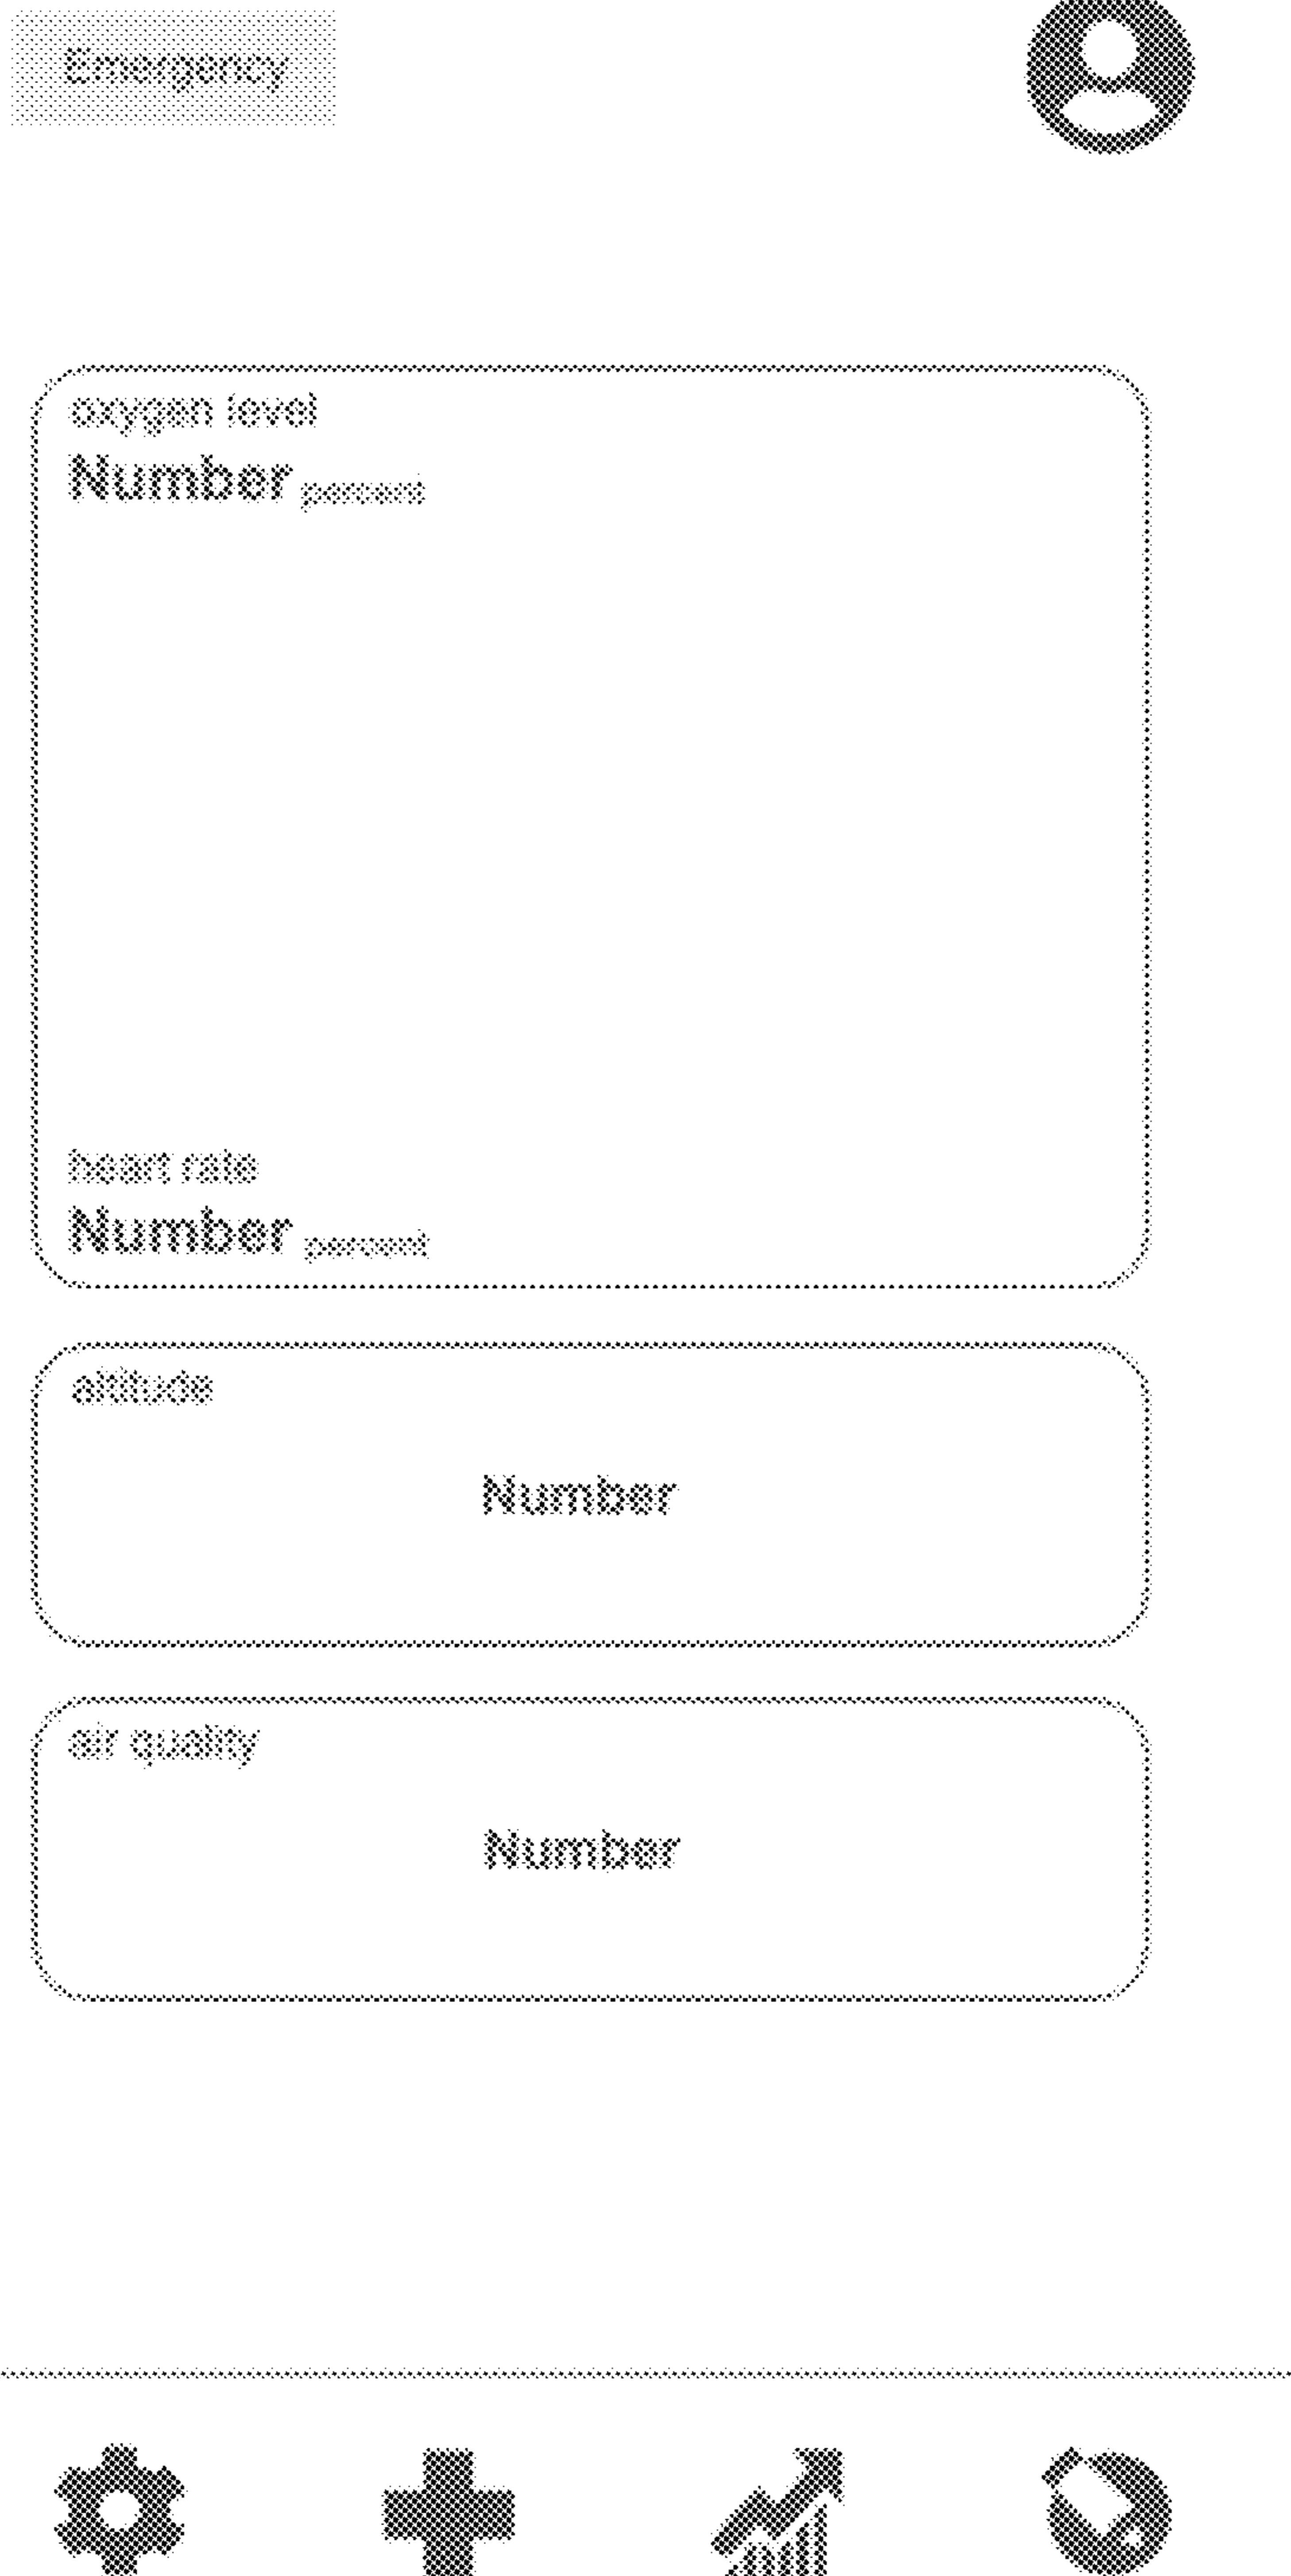 Emergency
oxygen level
Number percent
heart rate
Number percent
altitude
Number
air quality
Number